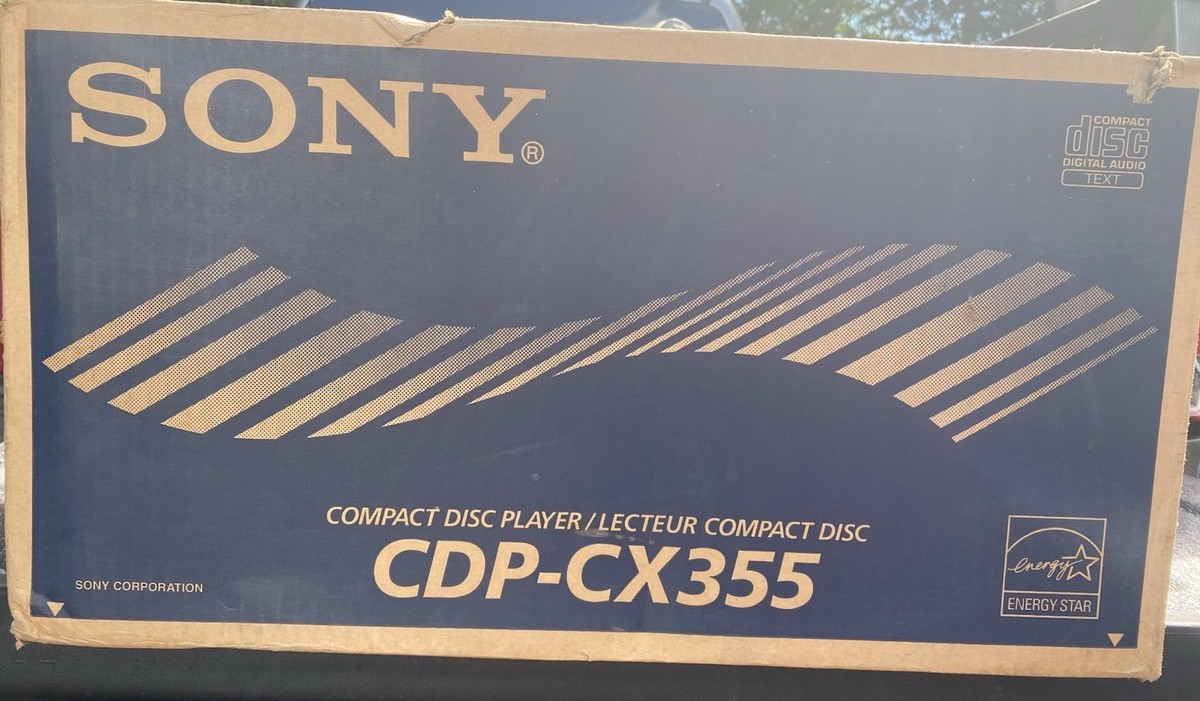 SONY®
COMPACT
disc
DIGITAL AUDIO
TEXT
COMPACT DISC PLAYER / LECTEUR COMPACT DISC
CDP-CX355
SONY CORPORATION
energy
ENERGY STAR